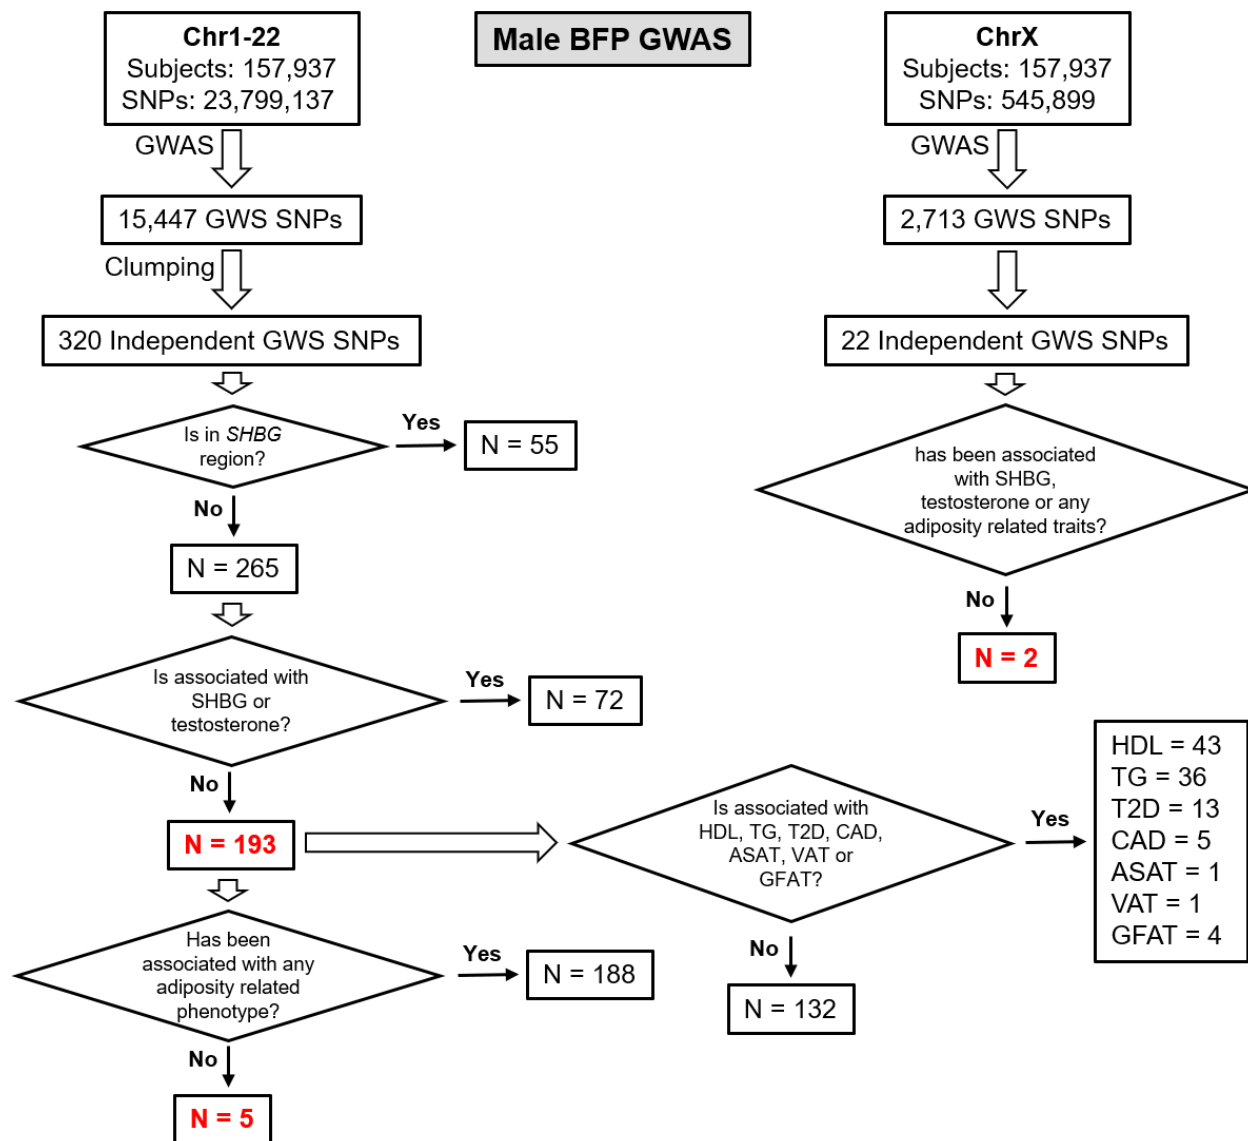 Male BFP GWAS
Chr1-22
Subjects: 157,937
SNPs: 23,799,137
GWAS
15,447 GWS SNPs
Clumping
320 Independent GWS SNPs
Is in SHBG
region?
Yes
N = 55
No
N = 265
Is associated with
SHBG or
testosterone?
Yes
N = 72
No
N = 193
Has been
associated with any
adiposity related
phenotype?
Yes
N = 188
No
N = 5
Is associated with
HDL, TG, T2D, CAD,
ASAT, VAT or
GFAT?
Yes
HDL = 43
TG = 36
T2D = 13
CAD = 5
ASAT = 1
VAT = 1
GFAT = 4
No
N = 132
ChrX
Subjects: 157,937
SNPs: 545,899
GWAS
2,713 GWS SNPs
22 Independent GWS SNPs
has been associated
with SHBG,
testosterone or any
adiposity related traits?
No
N = 2